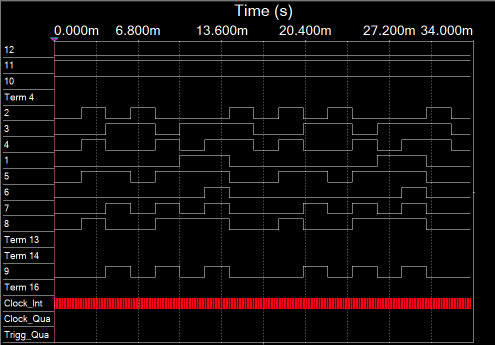 Time (s)
0.000m 6.800m 13.600m 20.400m 27.200m 34.000m
12
11
10
Term 4
2
3
4
1
5
6
7
8
Term 13
Term 14
9
Term 16
Clock_Int
Clock_Qua
Trigg_Qua